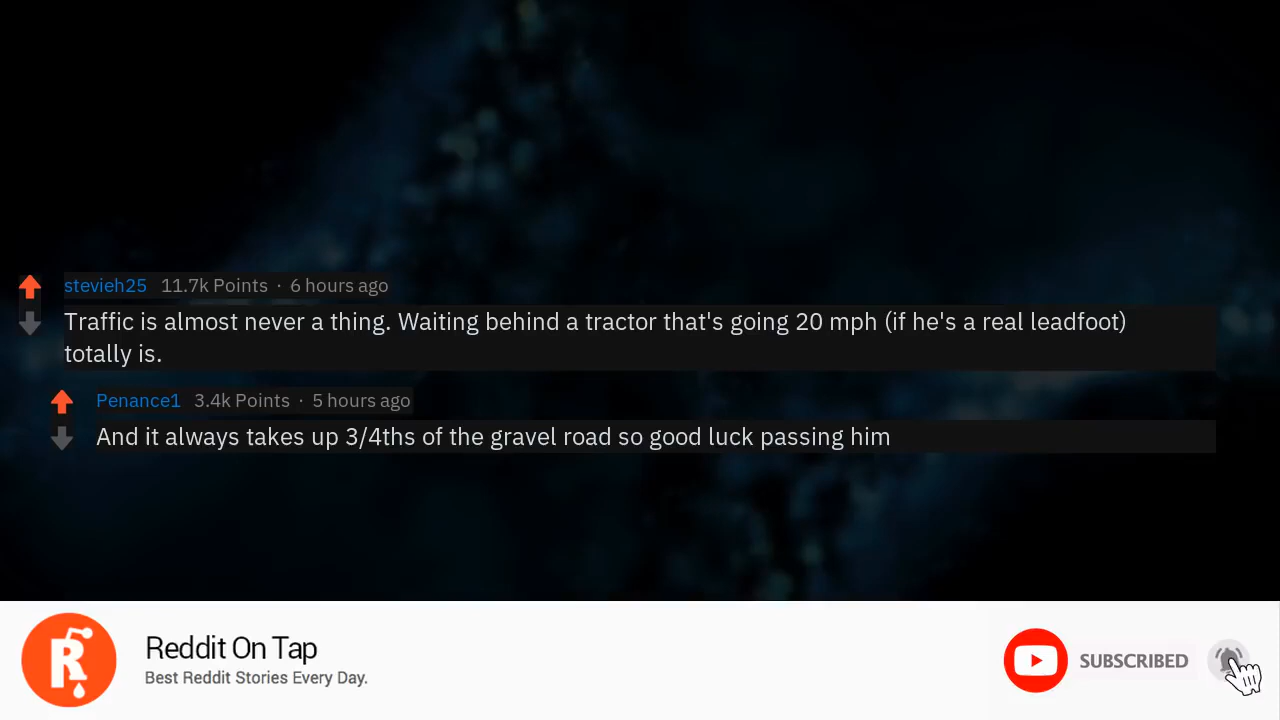 stevieh25 11.7k Points · 6 hours ago
Traffic is almost never a thing. Waiting behind a tractor that's going 20 mph (if he's a real leadfoot)
totally is.
Penance1 3.4k Points · 5 hours ago
And it always takes up 3/4ths of the gravel road so good luck passing him
Reddit On Tap
Best Reddit Stories Every Day.
SUBSCRIBED